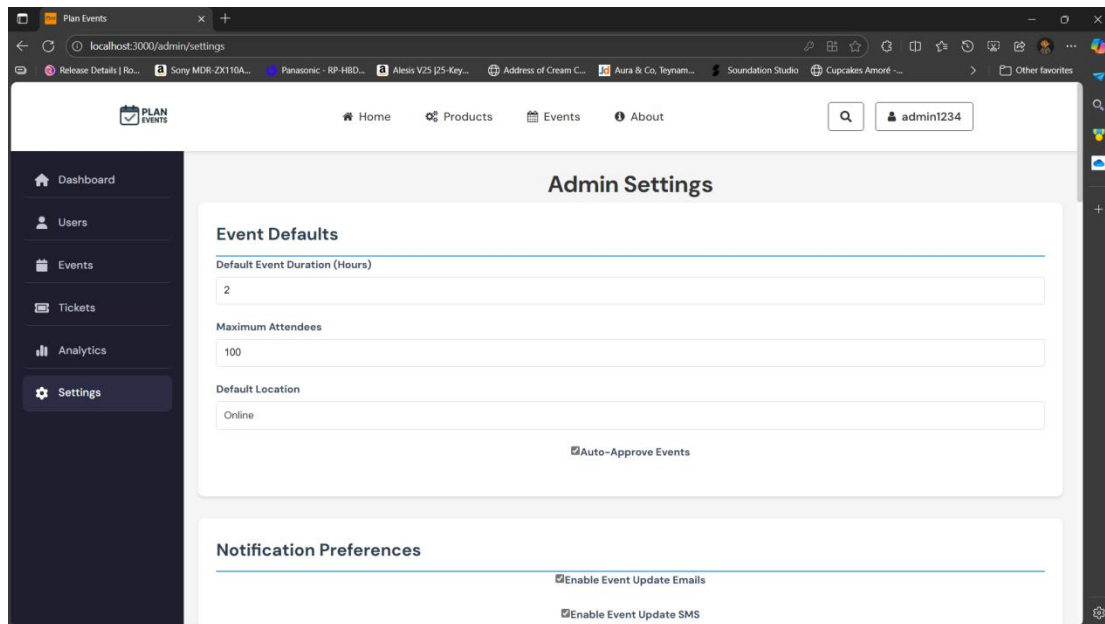 Plan Events
localhost:3000/admin/settings
Release Details | Ro...
Sony MDR-ZX110A...
Panasonic - RP-HBD...
Alesis V25 |25-Key...
Address of Cream C...
Aura & Co, Teynam...
Soundation Studio
Cupcakes Amoré -...
Other favorites
PLAN
EVENTS
Home
Products
Events
About
admin1234
Dashboard
Users
Events
Tickets
Analytics
Settings
Admin Settings
Event Defaults
Default Event Duration (Hours)
2
Maximum Attendees
100
Default Location
Online
Auto-Approve Events
Notification Preferences
Enable Event Update Emails
Enable Event Update SMS